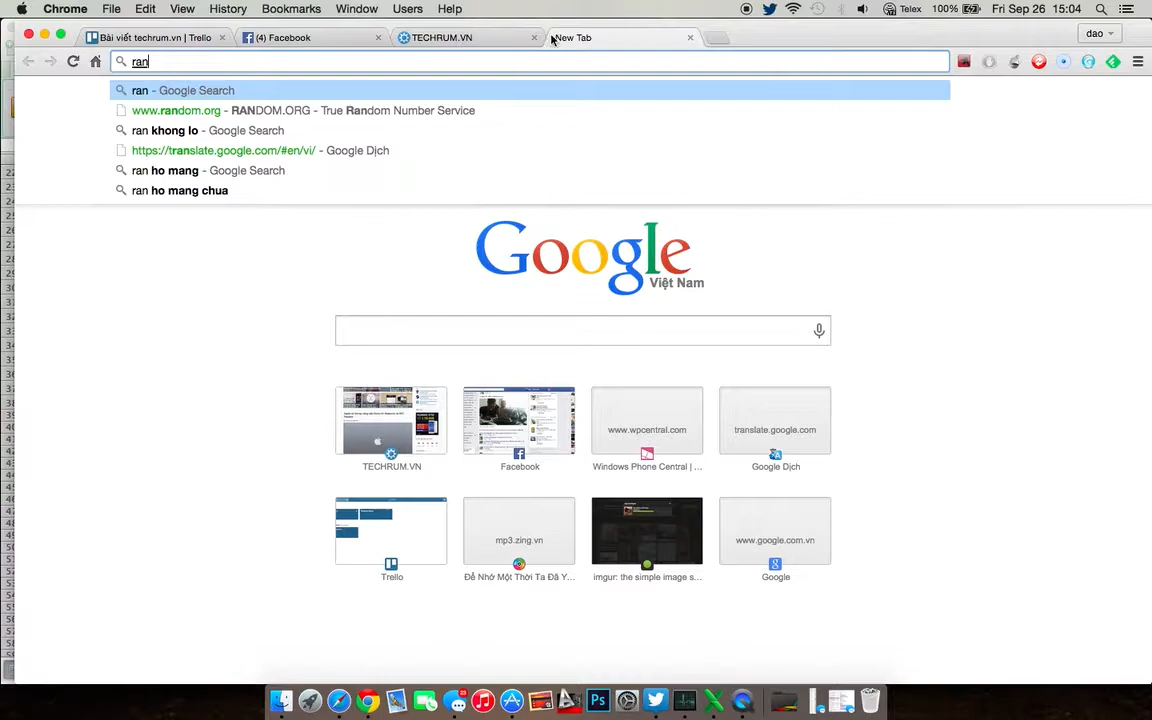 Chrome File Edit View History Bookmarks Window Users Help Telex 100% Fri Sep 26 15:04
Bài viết techrum.vn | Trello (4) Facebook TECHRUM.VN New Tab dao
ran
ran - Google Search
www.random.org - RANDOM.ORG - True Random Number Service
ran khong lo - Google Search
https://translate.google.com/#en/vi/ - Google Dịch
ran ho mang - Google Search
ran ho mang chua
Google
Việt Nam
www.wpcentral.com translate.google.com
TECHRUM.VN Facebook Windows Phone Central | ... Google Dịch
mp3.zing.vn www.google.com.vn
Trello Để Nhớ Một Thời Ta Đã Y... imgur: the simple image s... Google